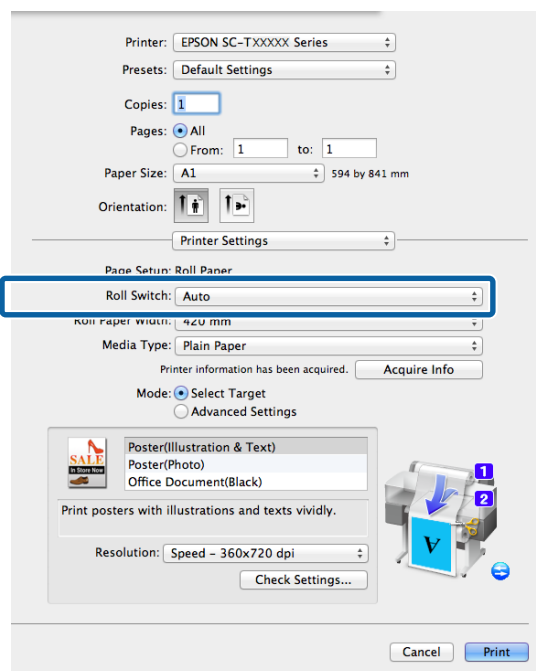 Printer: EPSON SC-TXXXXX Series
Presets: Default Settings
Copies: 1
Pages: All
From: 1 to: 1
Paper Size: A1 594 by 841 mm
Orientation:
Printer Settings
Page Setup: Roll Paper
Roll Switch: Auto
Roll Paper Width: 420 mm
Media Type: Plain Paper
Printer information has been acquired. Acquire Info
Mode: Select Target
Advanced Settings
SALE
In Store Now
Poster(Illustration & Text)
Poster(Photo)
Office Document(Black)
Print posters with illustrations and texts vividly.
1
2
A
Resolution: Speed - 360x720 dpi
Check Settings...
Cancel Print